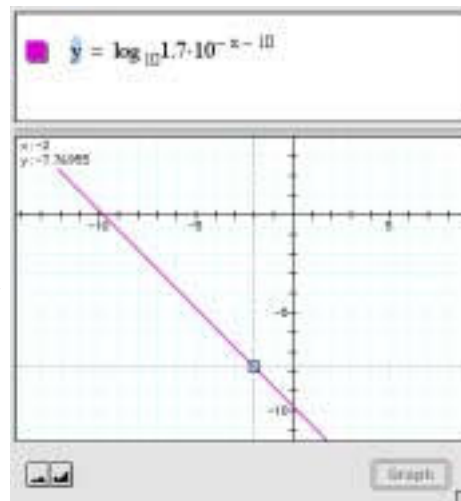 y = log₁₀1.7·10⁻ˣ⁻¹⁰
x:-2
y:-7.76955
-10 -5 5
-5
-10
Graph